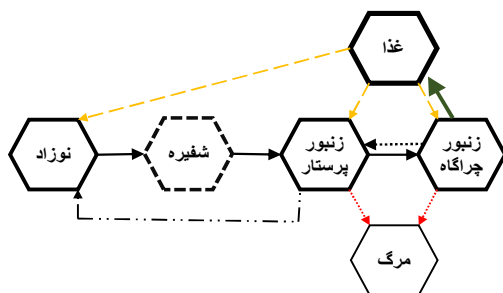 غذا
نوزاد
شفیره
زنبور
پرستار
زنبور
چراگاه
مرگ